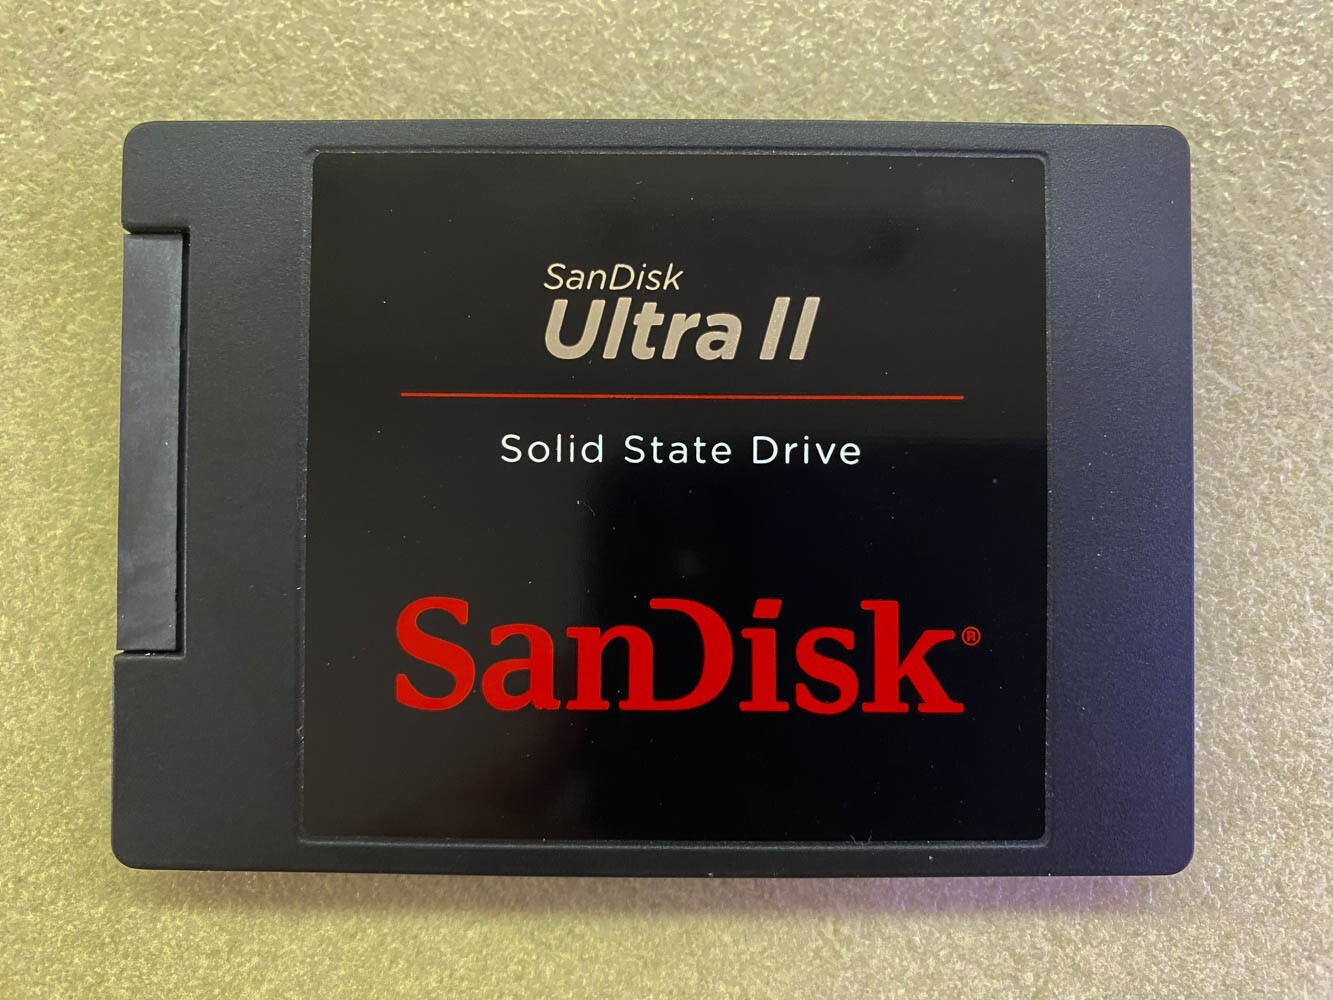 SanDisk
Ultra II
Solid State Drive
SanDisk®